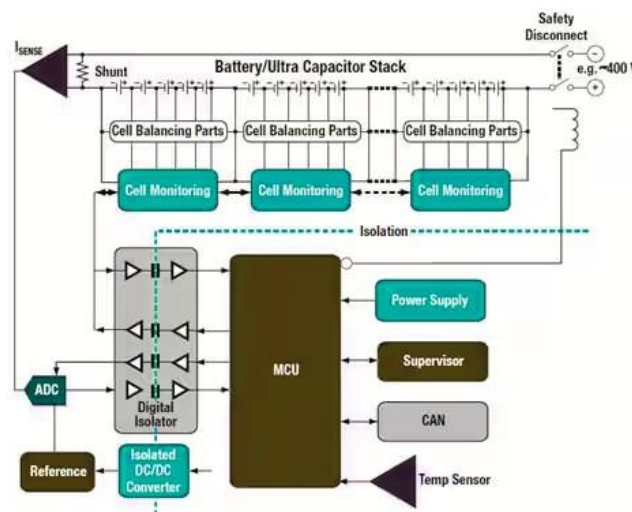 Safety
Disconnect
ISENSE
Shunt
Battery/Ultra Capacitor Stack
e.g. ~400 V
Cell Balancing Parts
Cell Balancing Parts
Cell Balancing Parts
Cell Monitoring
Cell Monitoring
Cell Monitoring
Isolation
MCU
Power Supply
Supervisor
CAN
Temp Sensor
ADC
Digital
Isolator
Reference
Isolated
DC/DC
Converter